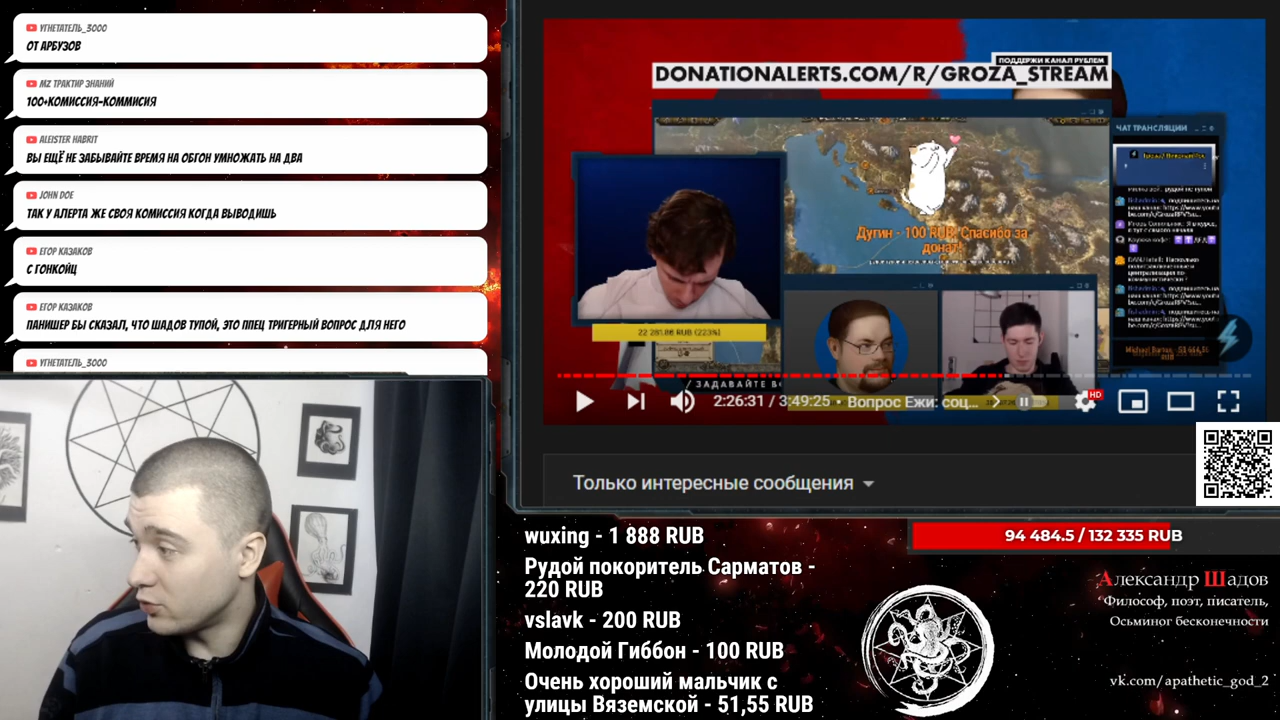 УГНЕТАТЕЛЬ_3000
ОТ АРБУЗОВ
MZ ТРАКТИР ЗНАНИЙ
100+КОМИССИЯ-КОММИСИЯ
ALEISTER HABRIT
ВЫ ЕЩЁ НЕ ЗАБЫВАЙТЕ ВРЕМЯ НА ОБГОН УМНОЖАТЬ НА ДВА
JOHN DOE
ТАК У АЛЕРТА ЖЕ СВОЯ КОМИССИЯ КОГДА ВЫВОДИШЬ
ЕГОР КАЗАКОВ
С ГОНКОЙЦ
ЕГОР КАЗАКОВ
ПАНИШЕР БЫ СКАЗАЛ, ЧТО ШАДОВ ТУПОЙ, ЭТО ППЕЦ ТРИГЕРНЫЙ ВОПРОС ДЛЯ НЕГО
УГНЕТАТЕЛЬ_3000
ПОДДЕРЖИ КАНАЛ РУБЛЕМ
DONATIONALERTS.COM/R/GROZA_STREAM
ЧАТ ТРАНСЛЯЦИИ
Дугин - 100 RUB! Спасибо за
донат!
22 281.86 RUB (223%)
/ ЗАДАВАЙТЕ В
2:26:31 / 3:49:25 • Вопрос Ежи: соц...
HD
Только интересные сообщения
wuxing - 1 888 RUB
Рудой покоритель Сарматов -
220 RUB
vslavk - 200 RUB
Молодой Гиббон - 100 RUB
Очень хороший мальчик с
улицы Вяземской - 51,55 RUB
94 484.5 / 132 335 RUB
Александр Шадов
Философ, поэт, писатель,
Осьминог бесконечности
vk.com/apathetic_god_2